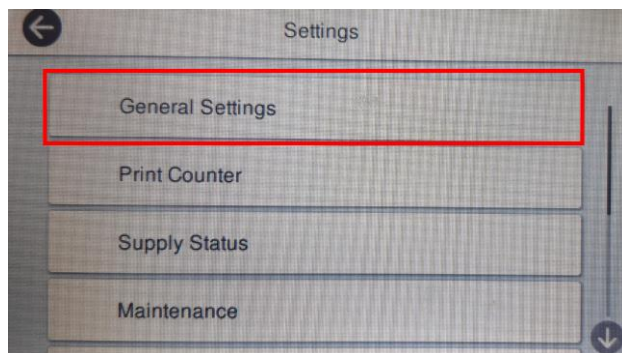 Settings
General Settings
Print Counter
Supply Status
Maintenance